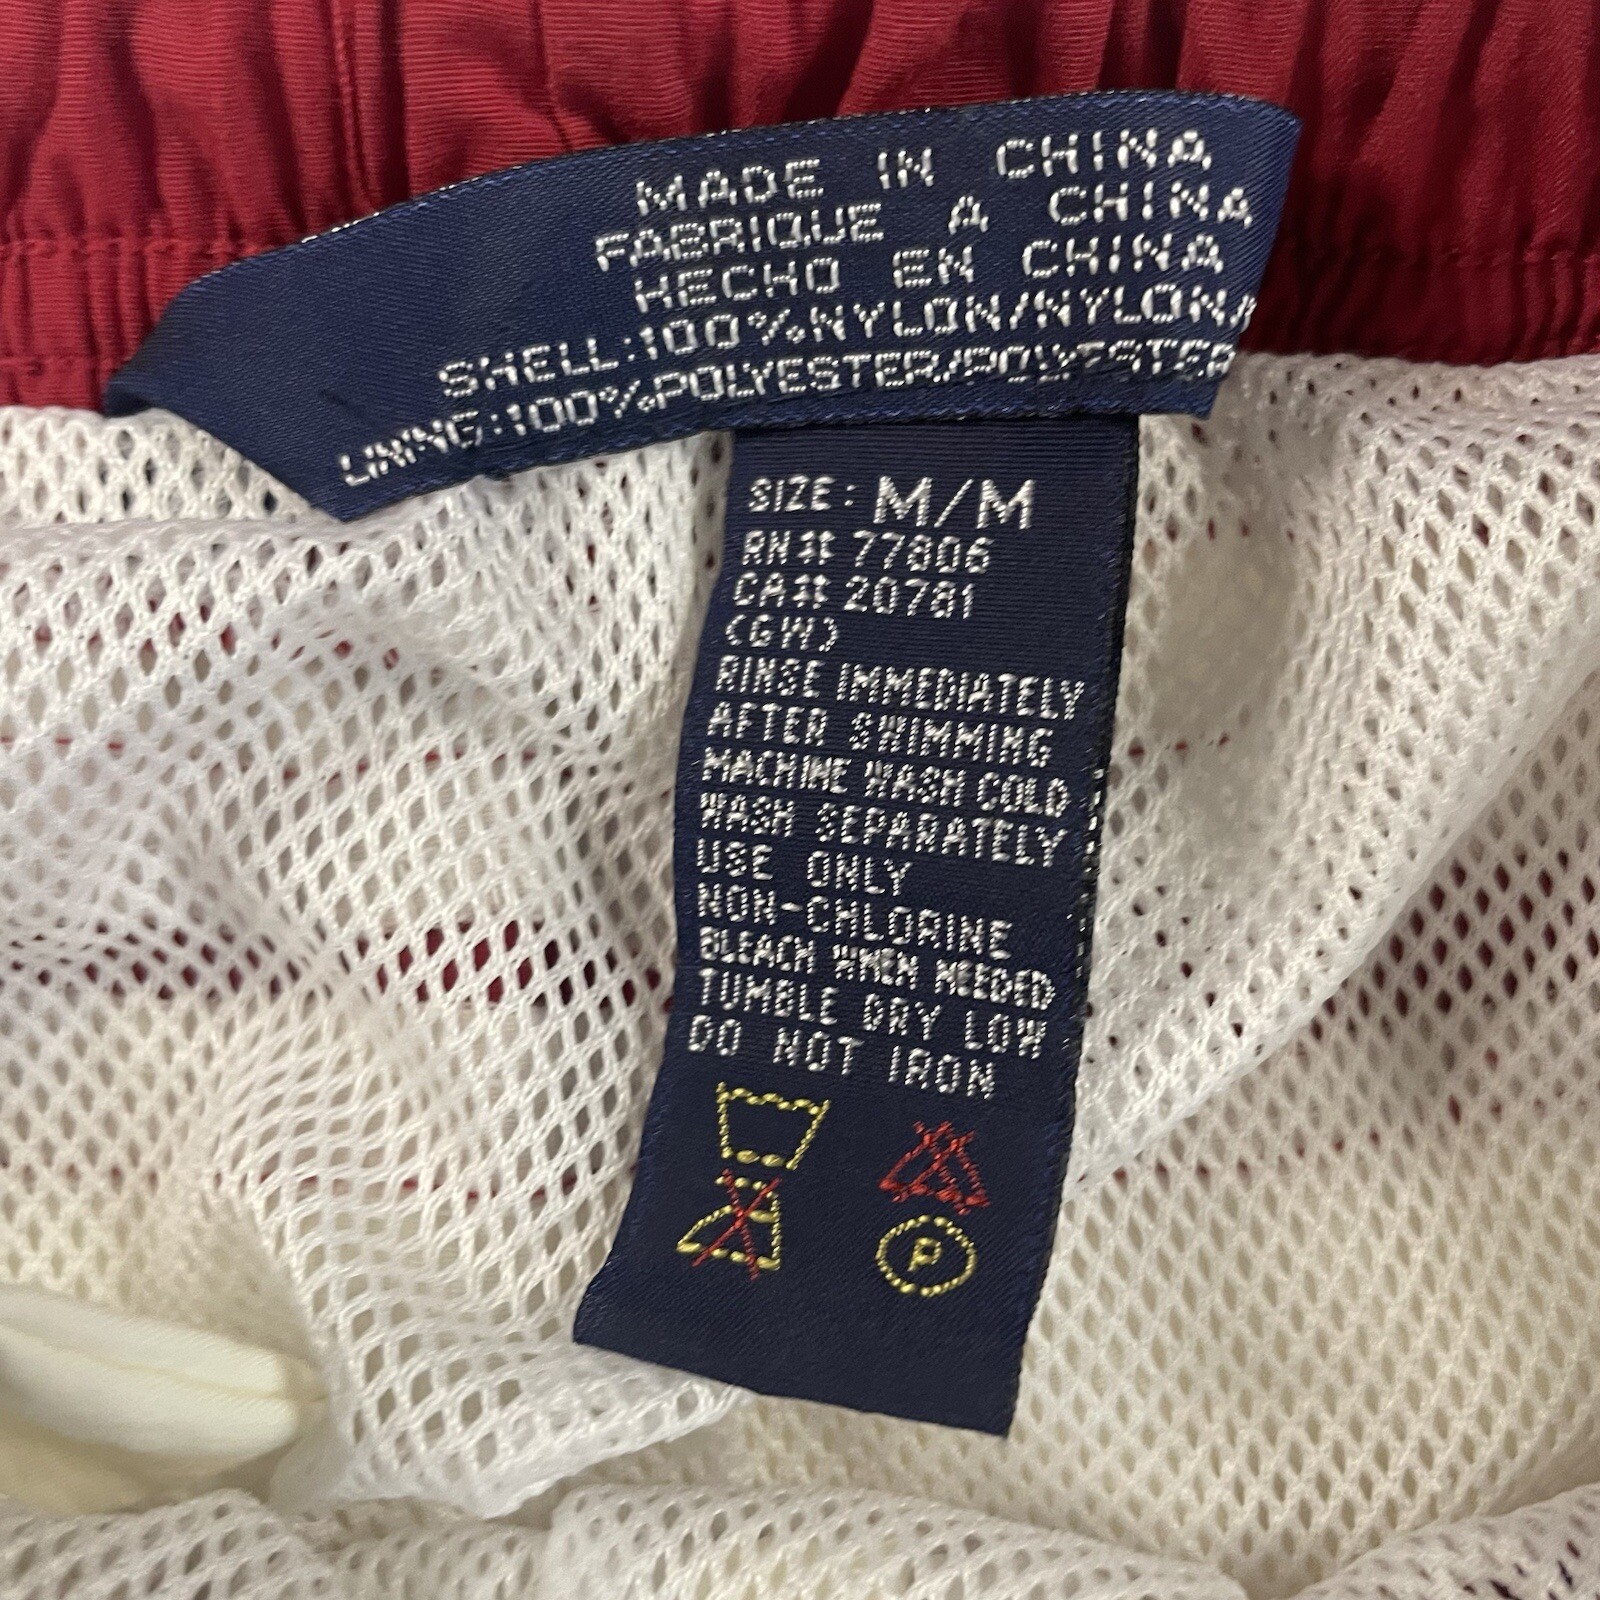 MADE IN CHINA
FABRIQUE A CHINA
HECHO EN CHINA
SHELL:100%NYLON/NYLON/
LINING:100%POLYESTER/POLYESTER
SIZE: M/M
RN# 77806
CA# 20781
(GW)
RINSE IMMEDIATELY
AFTER SWIMMING
MACHINE WASH COLD
WASH SEPARATELY
USE ONLY
NON-CHLORINE
BLEACH WHEN NEEDED
TUMBLE DRY LOW
DO NOT IRON
P